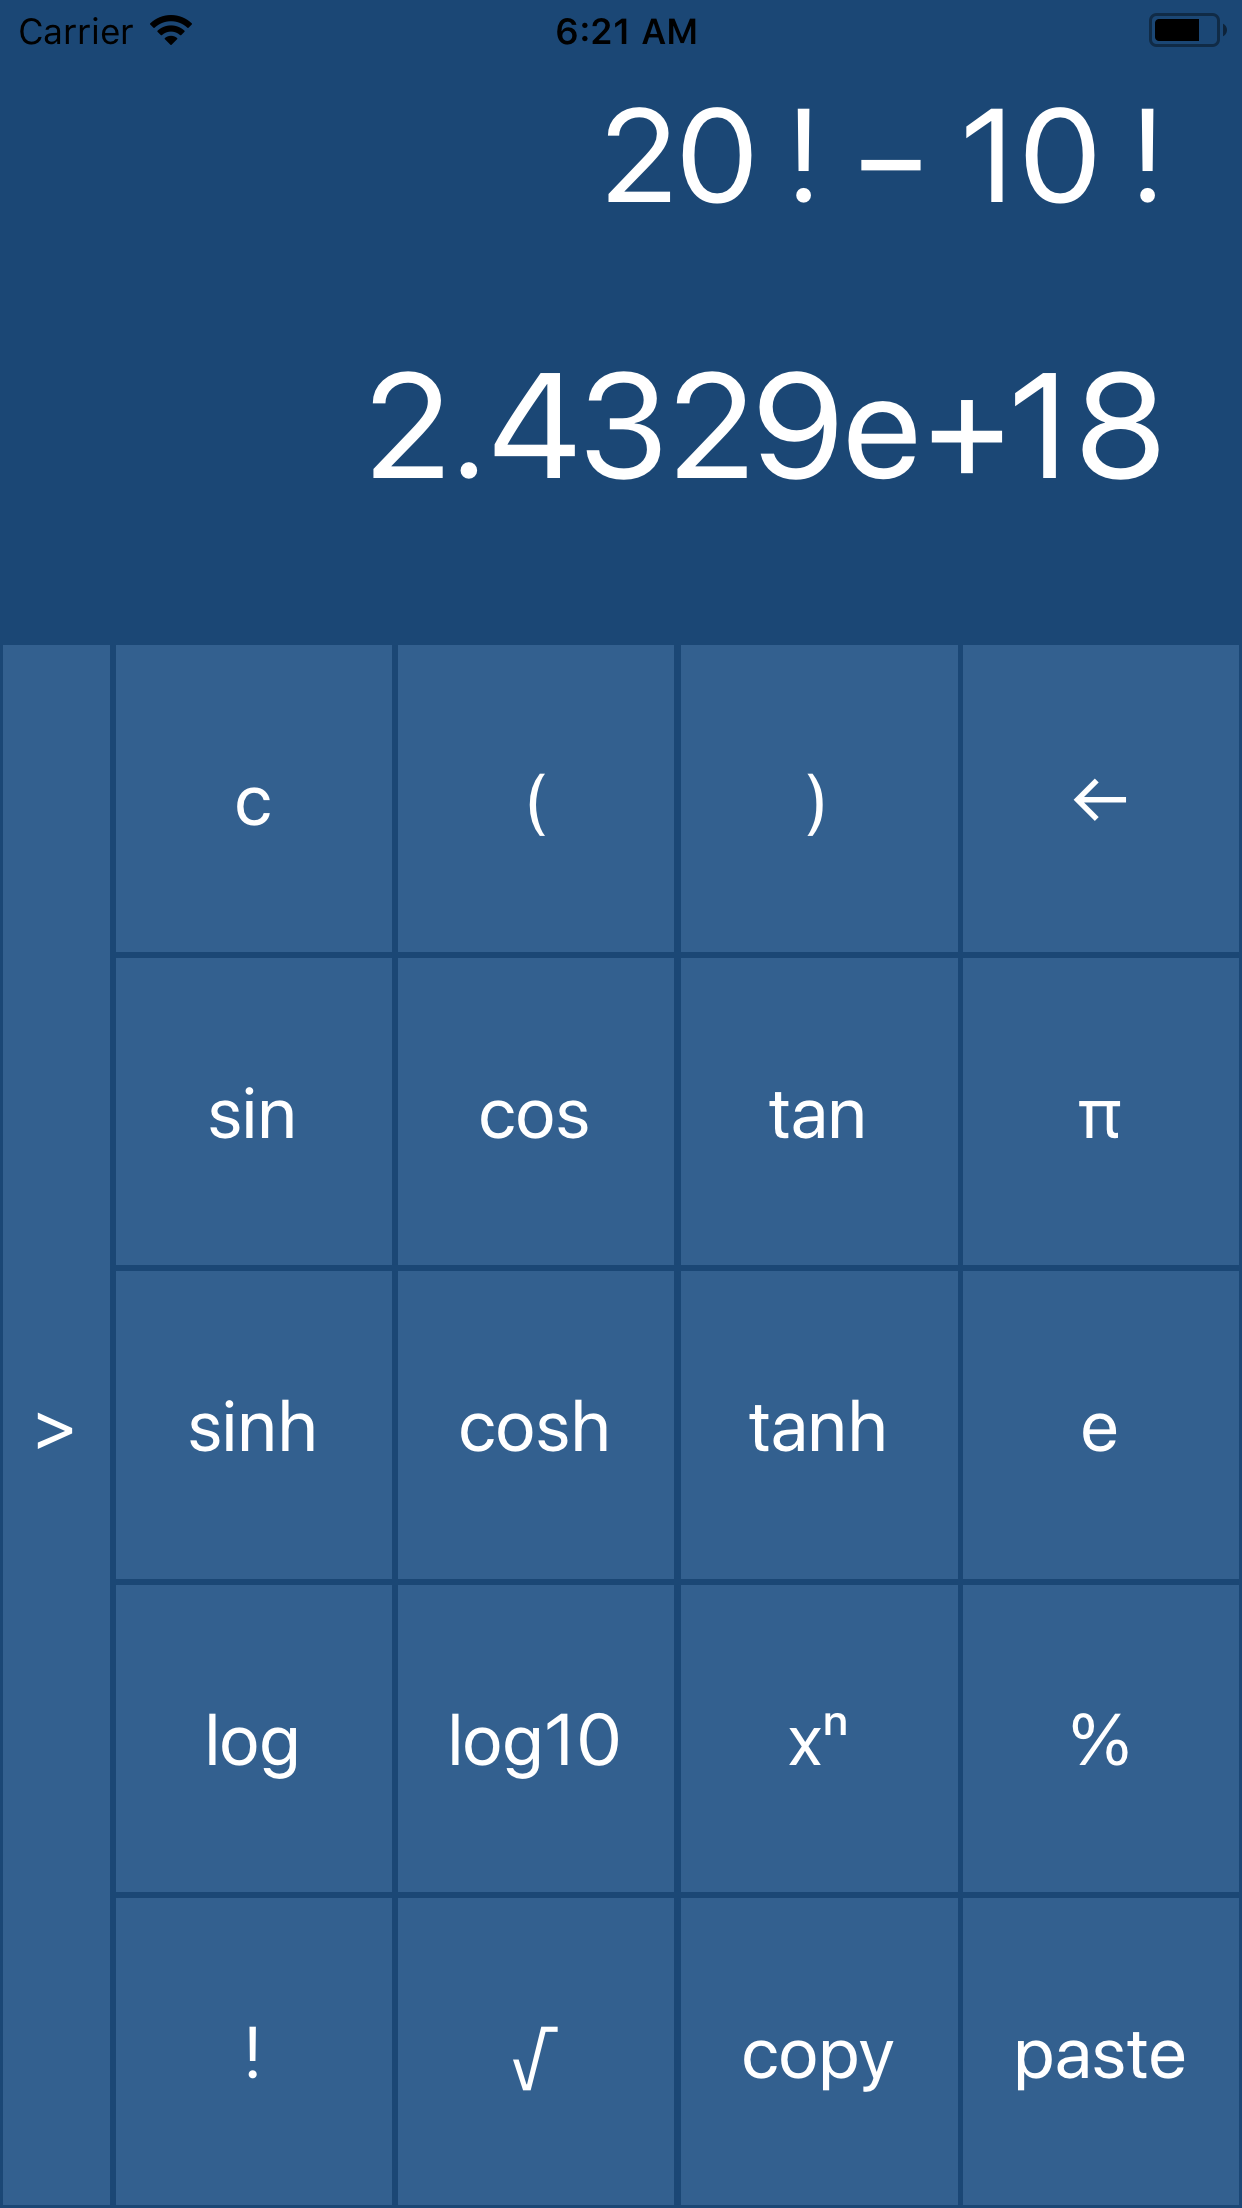 Carrier 6:21 AM
20 ! − 10 !
2.4329e+18
c ( ) ←
sin cos tan π
> sinh cosh tanh e
log log10 xⁿ %
! √ copy paste